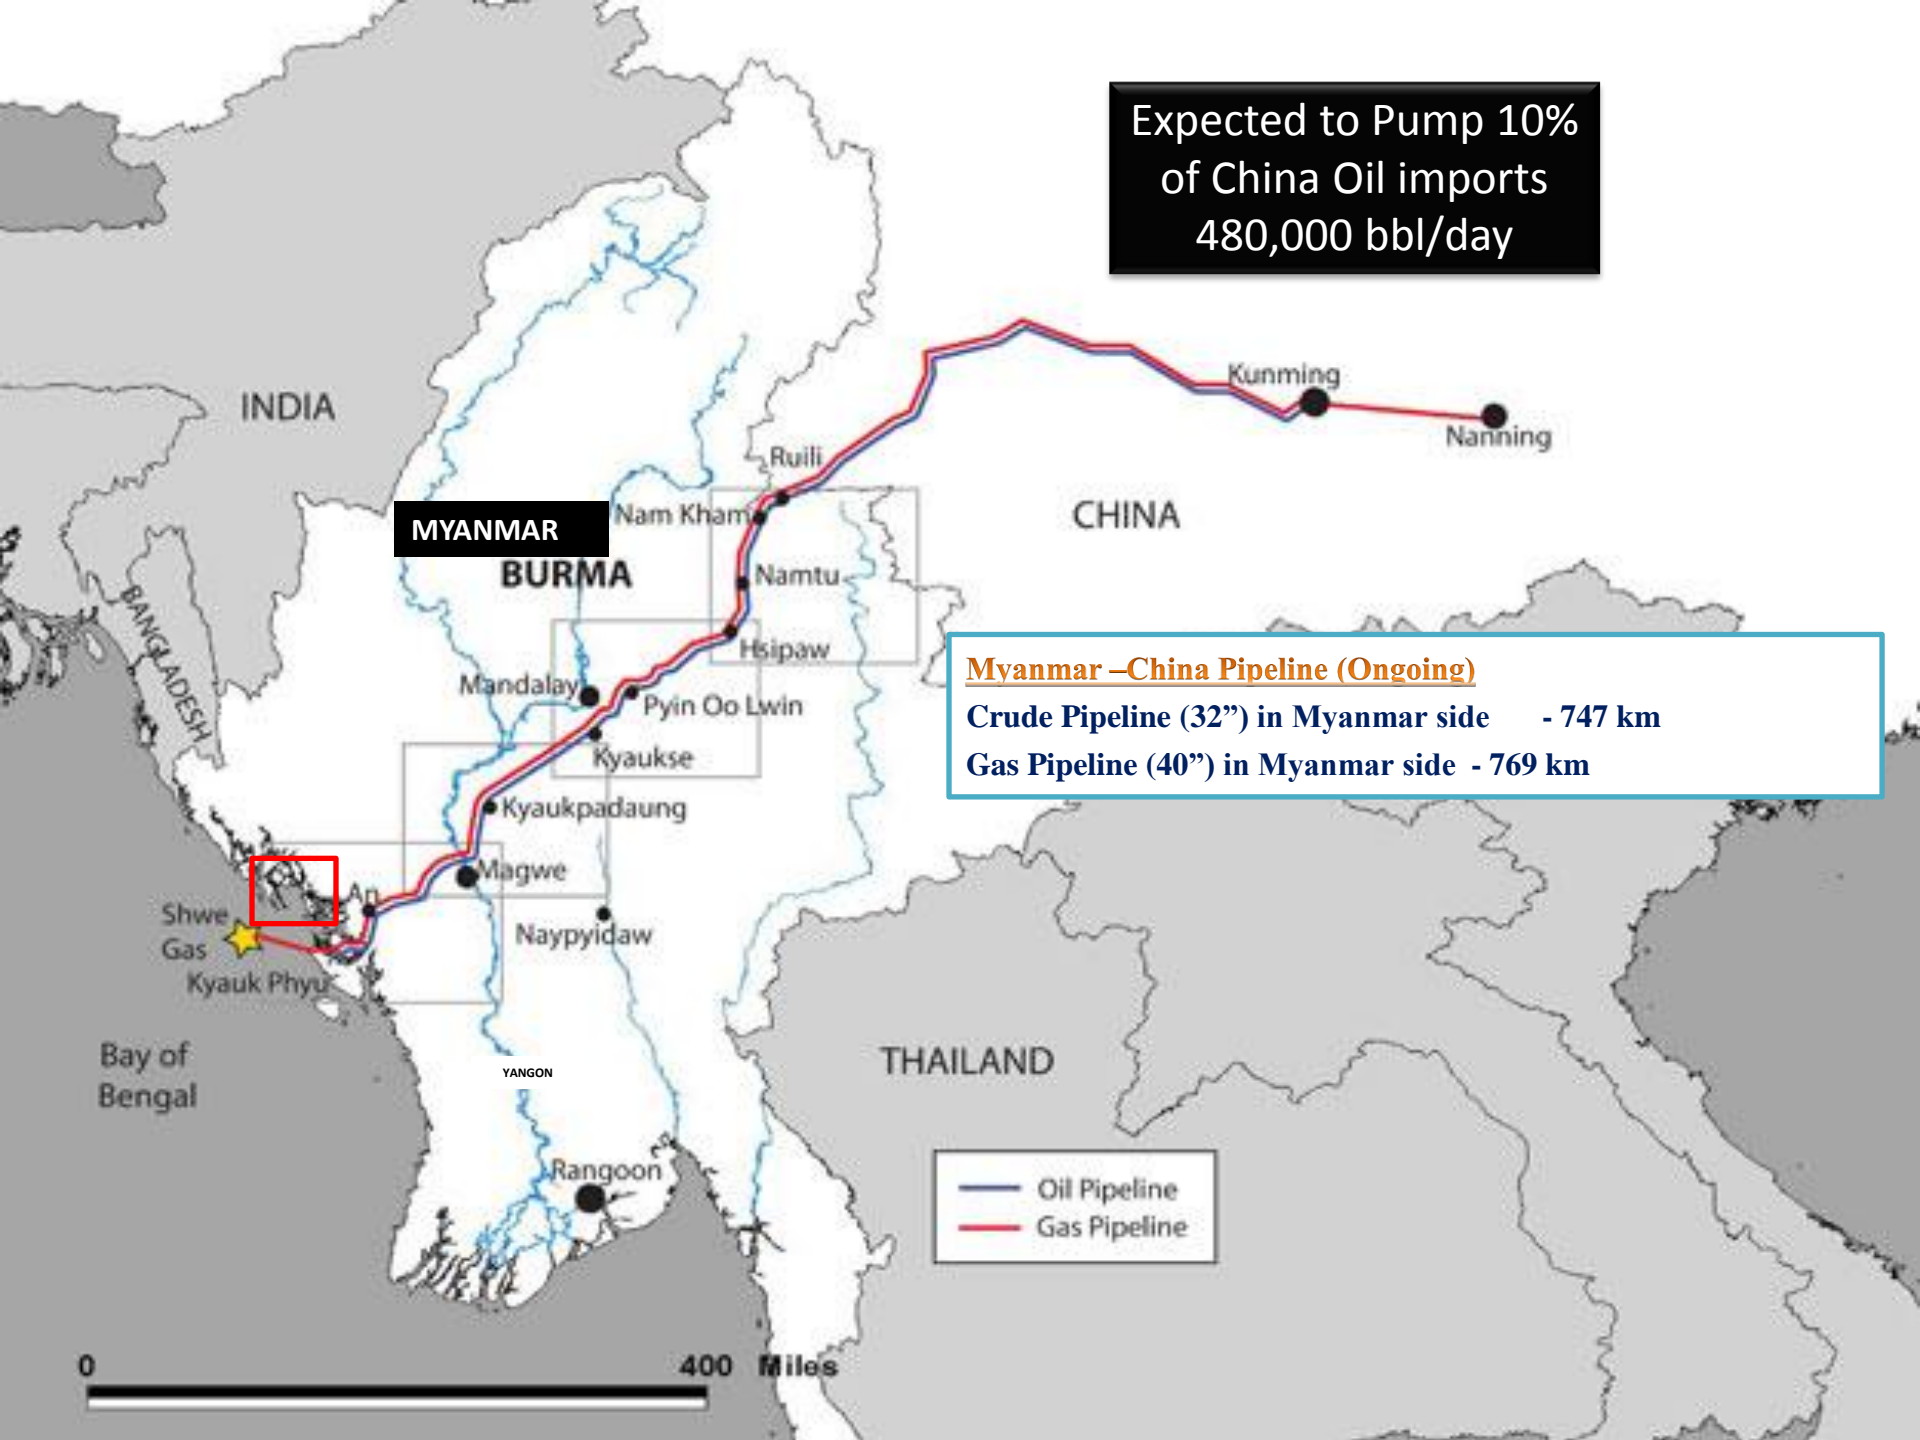 Expected to Pump 10%
of China Oil imports
480,000 bbl/day
Kunming
Nanning
INDIA
Ruili
CHINA
Nam Kham
MYANMAR
BURMA
Namtu
BANGLADESH
Hsipaw
Myanmar –China Pipeline (Ongoing)
Crude Pipeline (32”) in Myanmar side - 747 km
Gas Pipeline (40”) in Myanmar side - 769 km
Mandalay
Pyin Oo Lwin
Kyaukse
Kyaukpadaung
Magwe
An
Shwe
Gas
Naypyidaw
Kyauk Phyu
Bay of
Bengal
YANGON
THAILAND
Rangoon
Oil Pipeline
Gas Pipeline
0 400 Miles